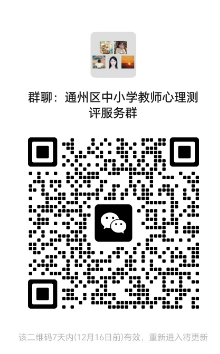 群聊：通州区中小学教师心理测
评服务群
该二维码7天内(12月16日前)有效，重新进入将更新